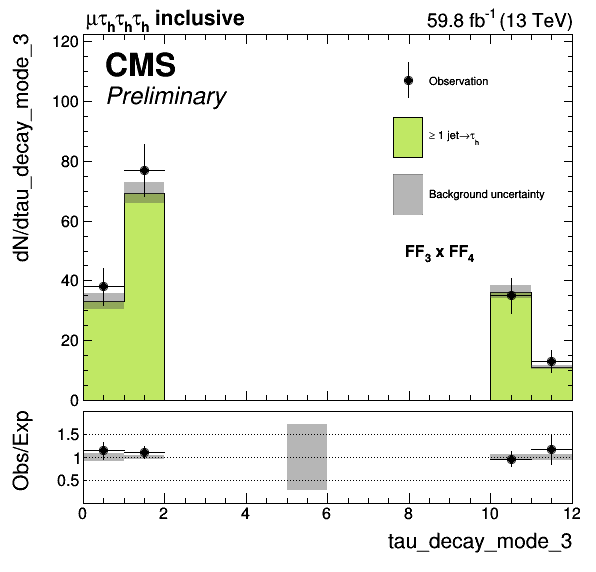 μτₕτₕτₕ inclusive
59.8 fb⁻¹ (13 TeV)
CMS
Preliminary
Observation
≥ 1 jet→τₕ
Background uncertainty
FF₃ x FF₄
dN/dtau_decay_mode_3
120
100
80
60
40
20
0
Obs/Exp
1.5
1
0.5
0 2 4 6 8 10 12
tau_decay_mode_3